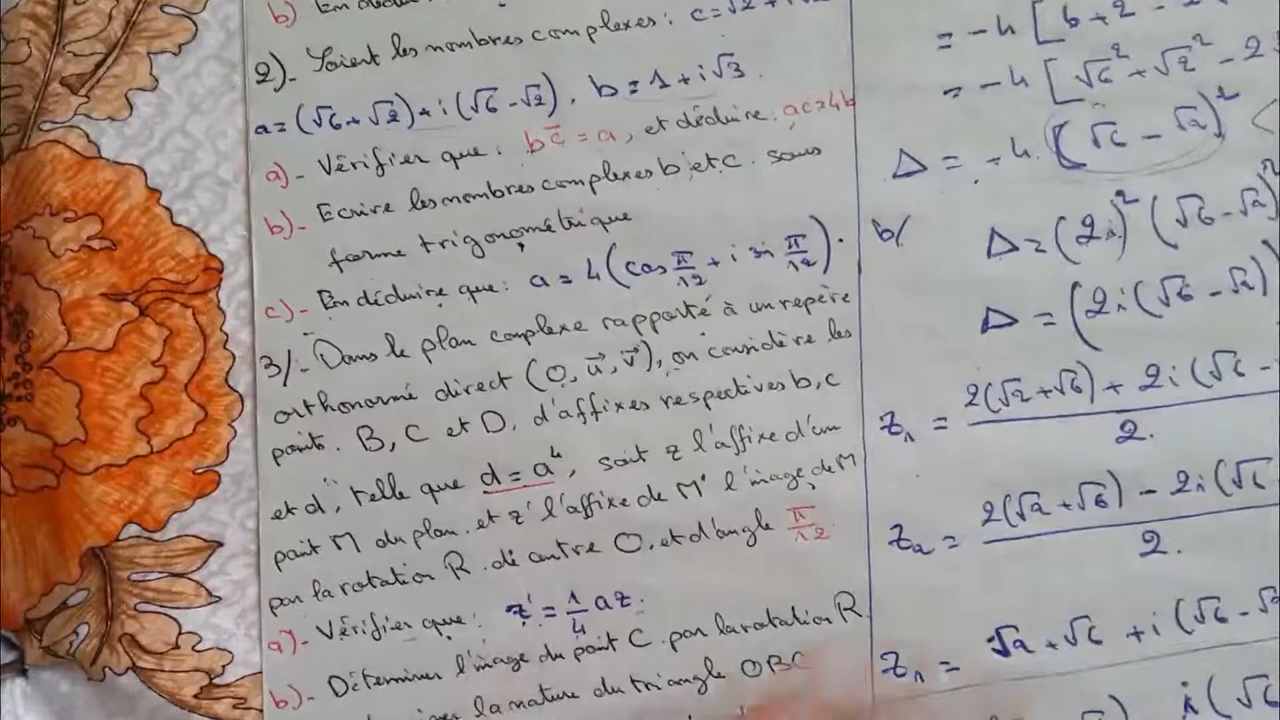 b)
2)- Soient les nombres complexes : c=√2 +
a = (√6+√2)+i(√6-√2), b = 1+i√3
a)- Vérifier que : bc̅ = a, et déduire : ac=4b
b)- Ecrire les nombres complexes b et c sous
forme trigonométrique
c)- En déduire que : a = 4(cos π/12 + i sin π/12).
3/- Dans le plan complexe rapporté à un repère
orthonormé direct (O, u⃗, v⃗), on considère les
points B, C et D, d'affixes respectives b, c
et d, telle que d = a⁴, soit z l'affixe d'un
point M du plan et z' l'affixe de M' l'image de M
par la rotation R de centre O, et d'angle π/12
a)- Vérifier que : z' = 1/4 az.
b)- Déterminer l'image du point C par la rotation R
la nature du triangle OBC
= -4[6+2-
= -4[√6²+√2²-2
Δ = -4(√6-√2)²
b/ Δ = (2i)²(√6-√2)²
Δ = (2i(√6-√2)
z₁ = 2(√2+√6)+2i(√6- / 2.
z₂ = 2(√2+√6)-2i(√6 / 2.
z₁ = √2+√6 +i(√6-√2